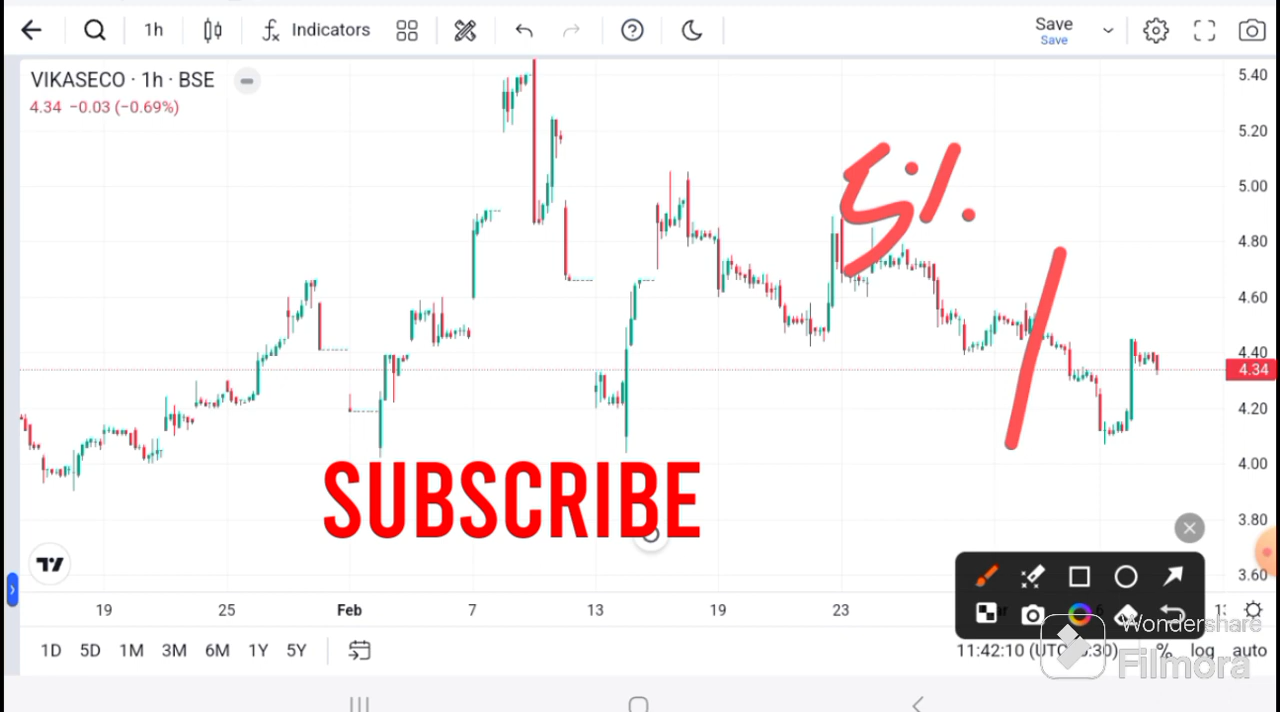 1h Indicators Save
Save
VIKASECO · 1h · BSE
4.34 −0.03 (−0.69%)
5.40
5.20
5.00
4.80
4.60
4.40
4.34
4.20
4.00
3.80
3.60
5%
SUBSCRIBE
19 25 Feb 7 13 19 23
1D 5D 1M 3M 6M 1Y 5Y
11:42:10 % log auto
Wondershare
Filmora